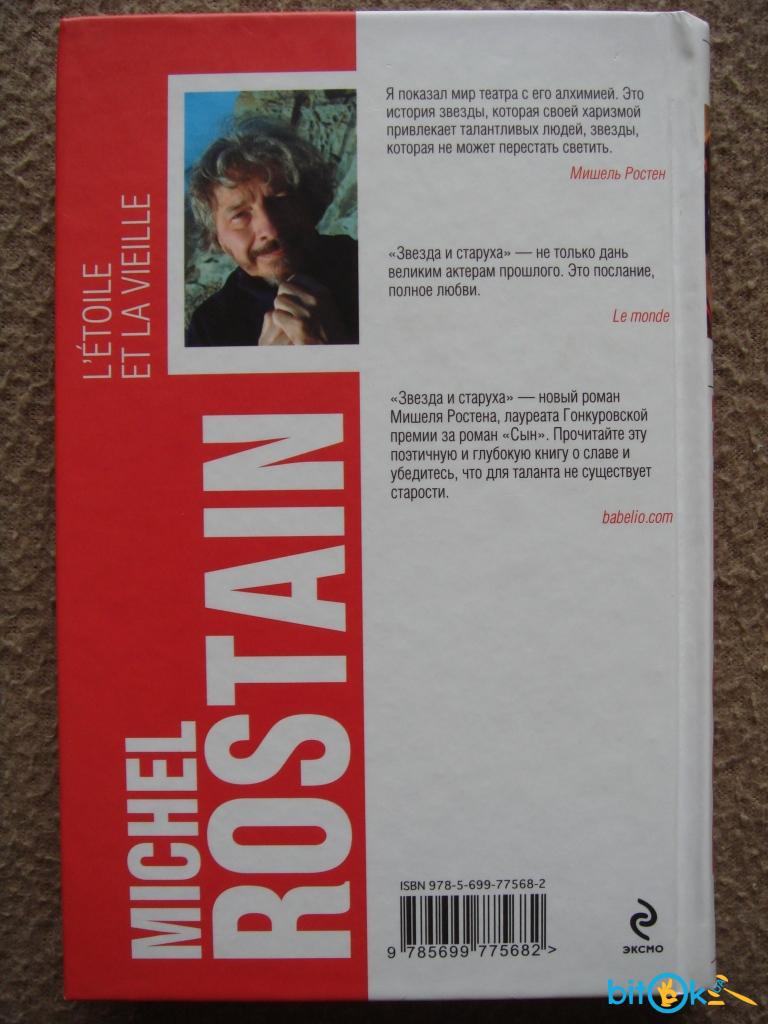 L'ÉTOILE
ET LA VIEILLE
MICHEL
ROSTAIN
Я показал мир театра с его алхимией. Это
история звезды, которая своей харизмой
привлекает талантливых людей, звезды,
которая не может перестать светить.
Мишель Ростен
«Звезда и старуха» — не только дань
великим актерам прошлого. Это послание,
полное любви.
Le monde
«Звезда и старуха» — новый роман
Мишеля Ростена, лауреата Гонкуровской
премии за роман «Сын». Прочитайте эту
поэтичную и глубокую книгу о славе и
убедитесь, что для таланта не существует
старости.
babelio.com
ISBN 978-5-699-77568-2
9 785699 775682 >
ЭКСМО
bitOk